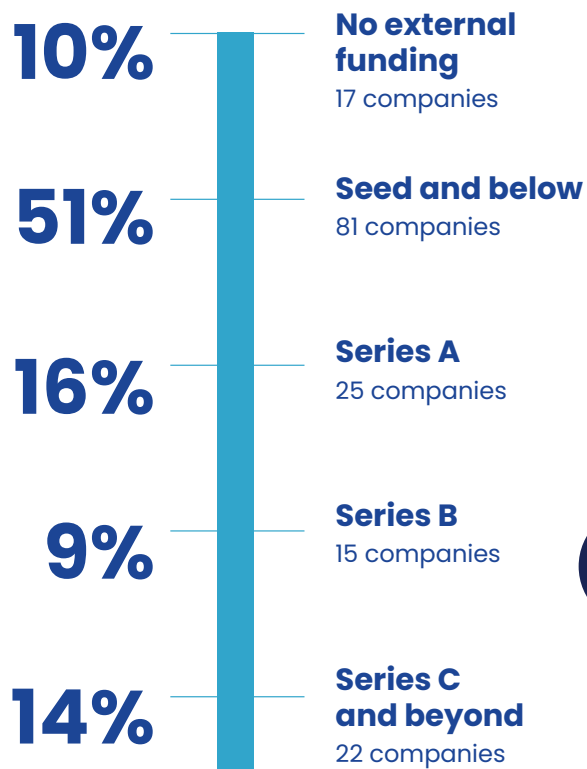 10%
No external
funding
17 companies
51%
Seed and below
81 companies
16%
Series A
25 companies
9%
Series B
15 companies
14%
Series C
and beyond
22 companies